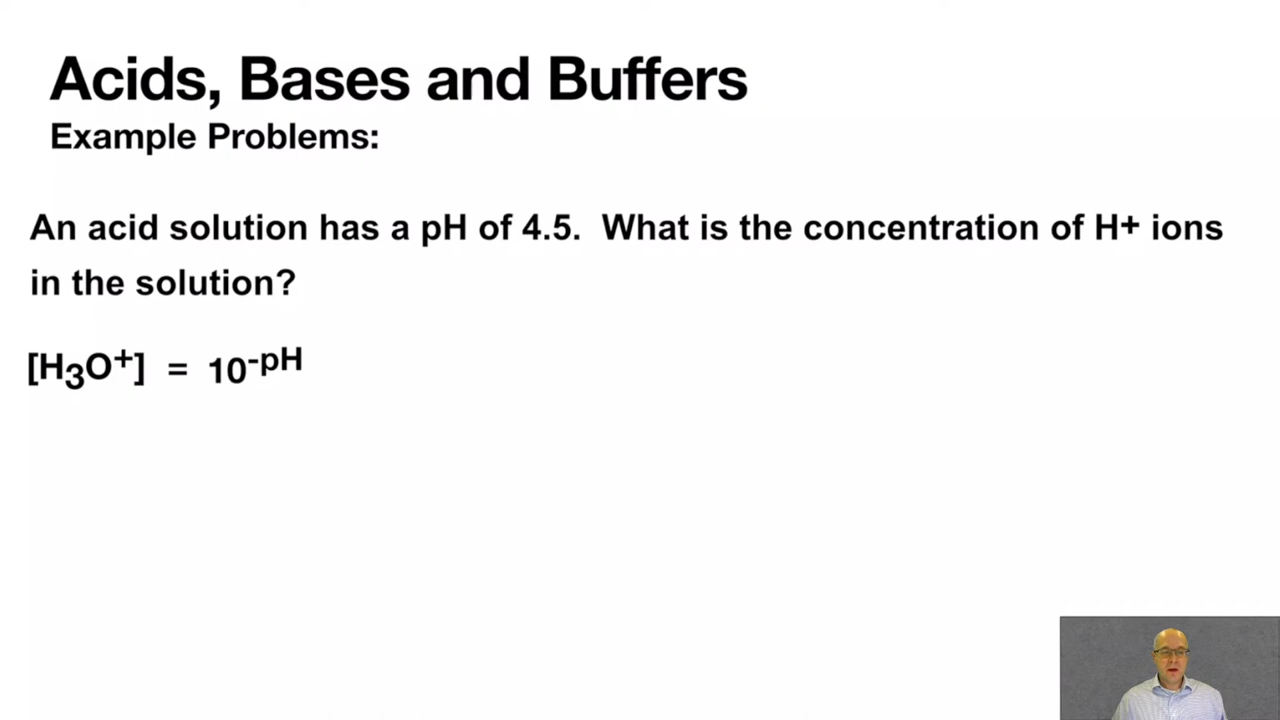 Acids, Bases and Buffers
Example Problems:
An acid solution has a pH of 4.5. What is the concentration of H+ ions
in the solution?
[H₃O⁺] = 10⁻ᵖᴴ